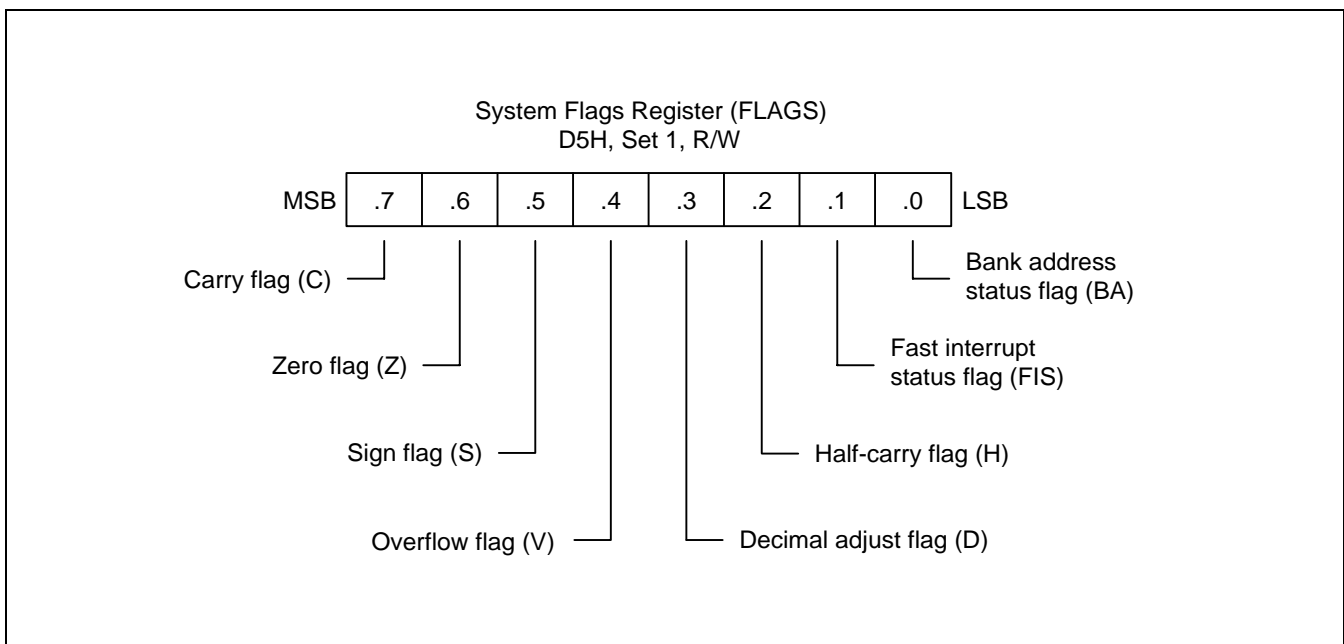 System Flags Register (FLAGS)
D5H, Set 1, R/W
MSB .7 .6 .5 .4 .3 .2 .1 .0 LSB
Carry flag (C)
Bank address
status flag (BA)
Zero flag (Z)
Fast interrupt
status flag (FIS)
Sign flag (S)
Half-carry flag (H)
Overflow flag (V)
Decimal adjust flag (D)